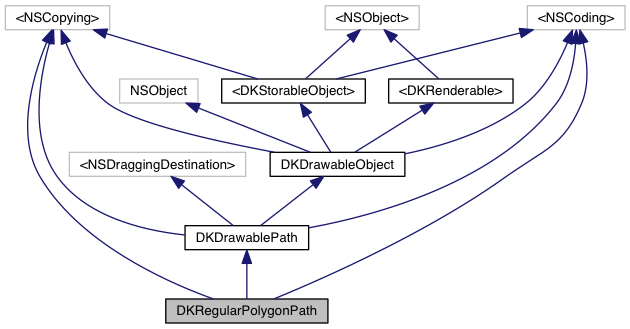 <NSCopying>
<NSObject>
<NSCoding>
NSObject
<DKStorableObject>
<DKRenderable>
<NSDraggingDestination>
DKDrawableObject
DKDrawablePath
DKRegularPolygonPath